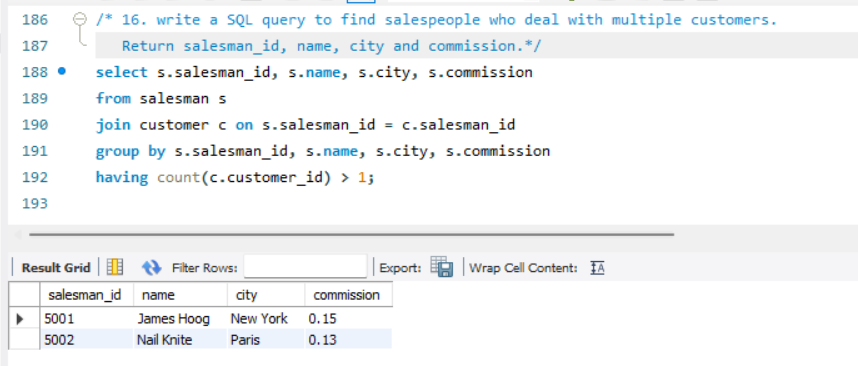 186 /* 16. write a SQL query to find salespeople who deal with multiple customers.
187 Return salesman_id, name, city and commission.*/
188 select s.salesman_id, s.name, s.city, s.commission
189 from salesman s
190 join customer c on s.salesman_id = c.salesman_id
191 group by s.salesman_id, s.name, s.city, s.commission
192 having count(c.customer_id) > 1;
193
Result Grid Filter Rows: Export: Wrap Cell Content: IA
salesman_id name city commission
5001 James Hoog New York 0.15
5002 Nail Knite Paris 0.13